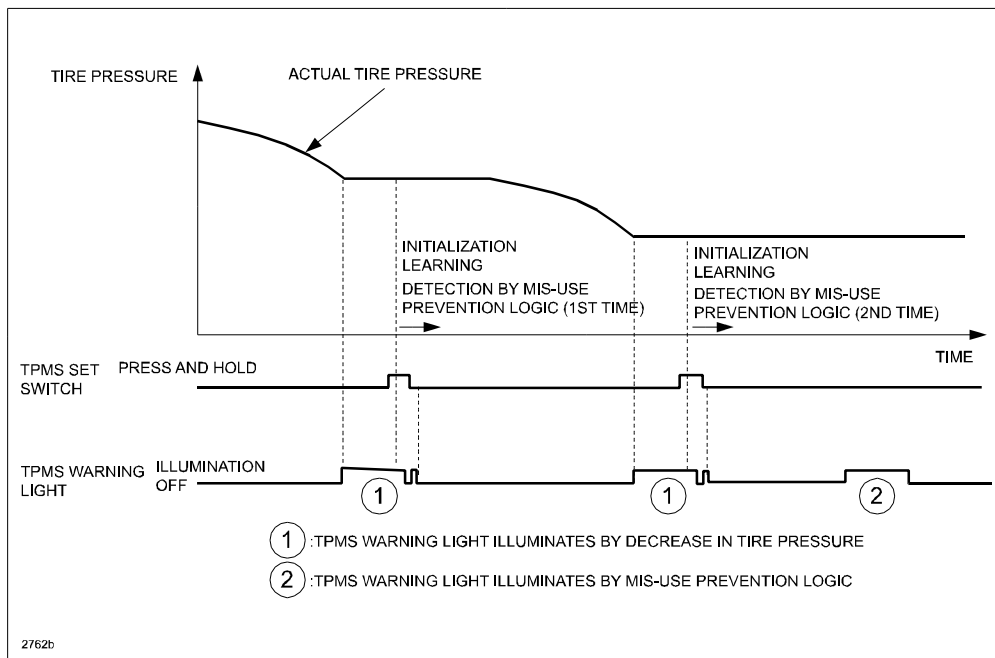 TIRE PRESSURE
ACTUAL TIRE PRESSURE
INITIALIZATION
LEARNING
DETECTION BY MIS-USE
PREVENTION LOGIC (1ST TIME)
INITIALIZATION
LEARNING
DETECTION BY MIS-USE
PREVENTION LOGIC (2ND TIME)
TIME
TPMS SET
SWITCH
PRESS AND HOLD
TPMS WARNING
LIGHT
ILLUMINATION
OFF
1
1
2
1 :TPMS WARNING LIGHT ILLUMINATES BY DECREASE IN TIRE PRESSURE
2 :TPMS WARNING LIGHT ILLUMINATES BY MIS-USE PREVENTION LOGIC
2762b